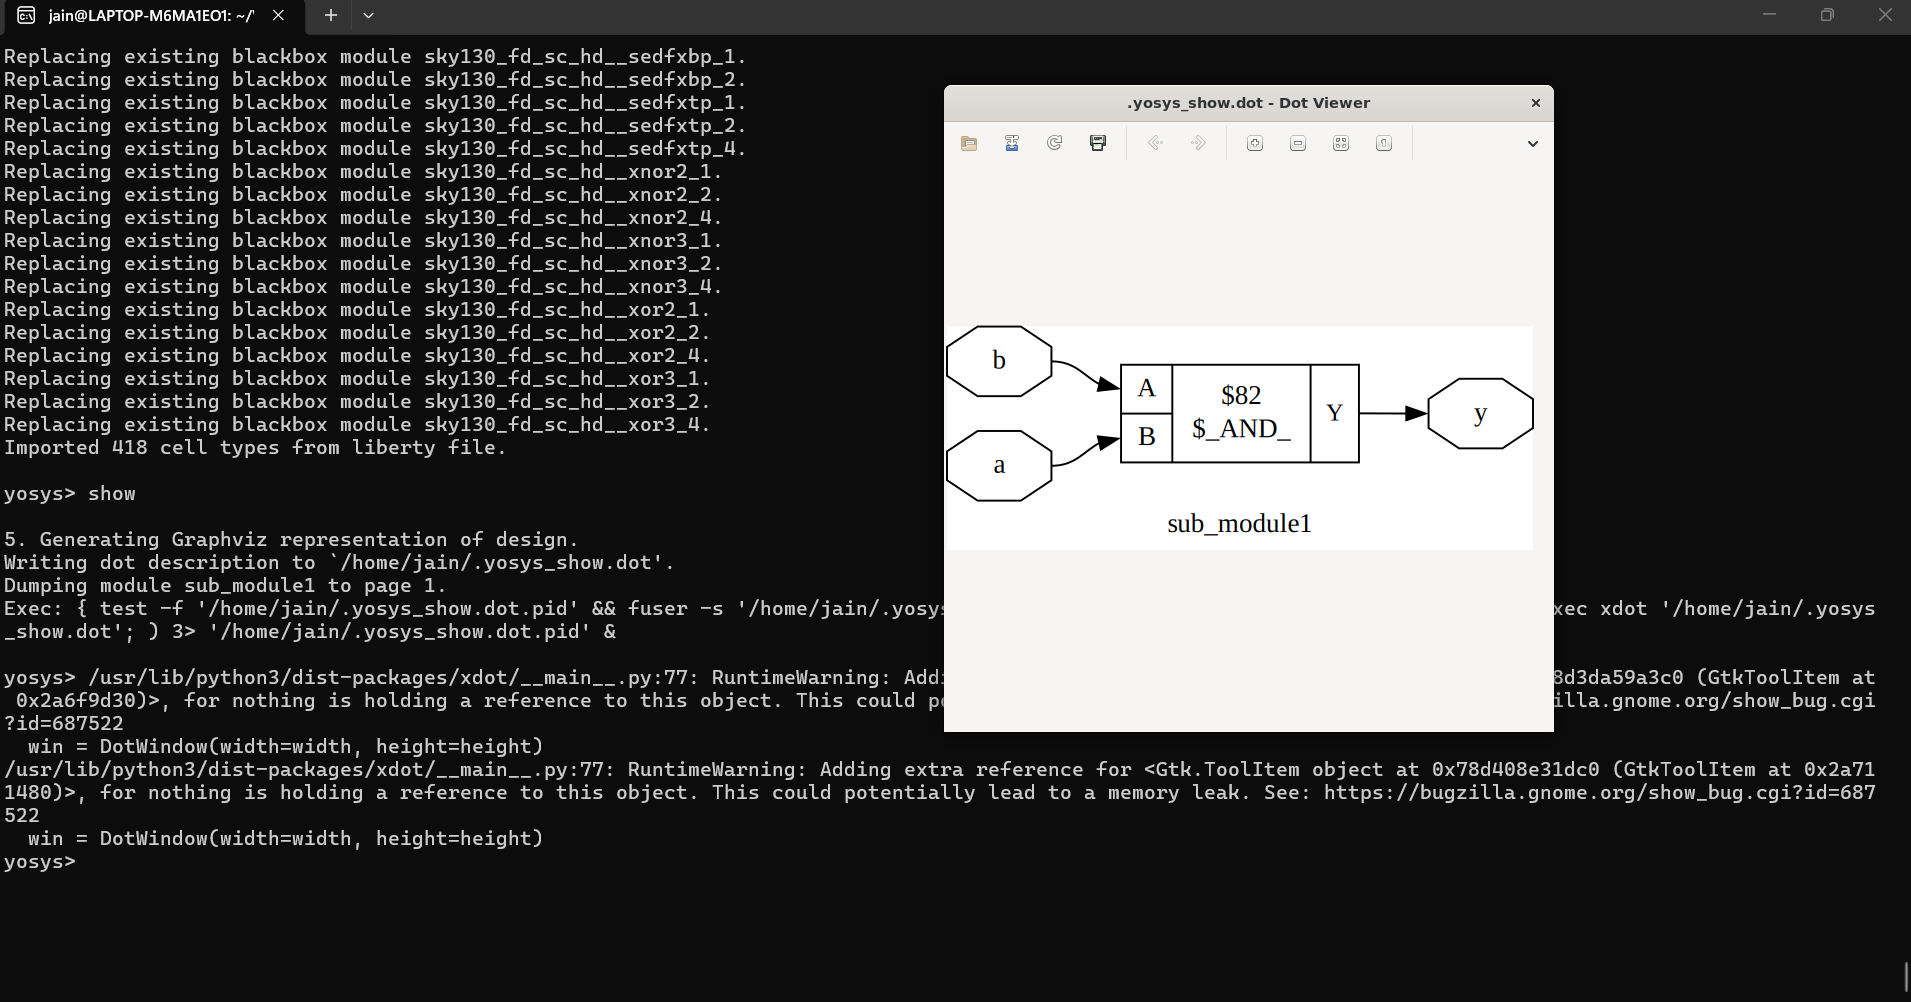 jain@LAPTOP-M6MA1EO1: ~/'
Replacing existing blackbox module sky130_fd_sc_hd__sedfxbp_1.
Replacing existing blackbox module sky130_fd_sc_hd__sedfxbp_2.
Replacing existing blackbox module sky130_fd_sc_hd__sedfxtp_1.
Replacing existing blackbox module sky130_fd_sc_hd__sedfxtp_2.
Replacing existing blackbox module sky130_fd_sc_hd__sedfxtp_4.
Replacing existing blackbox module sky130_fd_sc_hd__xnor2_1.
Replacing existing blackbox module sky130_fd_sc_hd__xnor2_2.
Replacing existing blackbox module sky130_fd_sc_hd__xnor2_4.
Replacing existing blackbox module sky130_fd_sc_hd__xnor3_1.
Replacing existing blackbox module sky130_fd_sc_hd__xnor3_2.
Replacing existing blackbox module sky130_fd_sc_hd__xnor3_4.
Replacing existing blackbox module sky130_fd_sc_hd__xor2_1.
Replacing existing blackbox module sky130_fd_sc_hd__xor2_2.
Replacing existing blackbox module sky130_fd_sc_hd__xor2_4.
Replacing existing blackbox module sky130_fd_sc_hd__xor3_1.
Replacing existing blackbox module sky130_fd_sc_hd__xor3_2.
Replacing existing blackbox module sky130_fd_sc_hd__xor3_4.
Imported 418 cell types from liberty file.
yosys> show
5. Generating Graphviz representation of design.
Writing dot description to `/home/jain/.yosys_show.dot'.
Dumping module sub_module1 to page 1.
Exec: { test -f '/home/jain/.yosys_show.dot.pid' && fuser -s '/home/jain/.yosys xec xdot '/home/jain/.yosys
_show.dot'; ) 3> '/home/jain/.yosys_show.dot.pid' &
yosys> /usr/lib/python3/dist-packages/xdot/__main__.py:77: RuntimeWarning: Addi 8d3da59a3c0 (GtkToolItem at
0x2a6f9d30)>, for nothing is holding a reference to this object. This could po illa.gnome.org/show_bug.cgi
?id=687522
win = DotWindow(width=width, height=height)
/usr/lib/python3/dist-packages/xdot/__main__.py:77: RuntimeWarning: Adding extra reference for <Gtk.ToolItem object at 0x78d408e31dc0 (GtkToolItem at 0x2a71
1480)>, for nothing is holding a reference to this object. This could potentially lead to a memory leak. See: https://bugzilla.gnome.org/show_bug.cgi?id=687
522
win = DotWindow(width=width, height=height)
yosys>
.yosys_show.dot - Dot Viewer
b
a
A
B
$82
$_AND_
Y
y
sub_module1